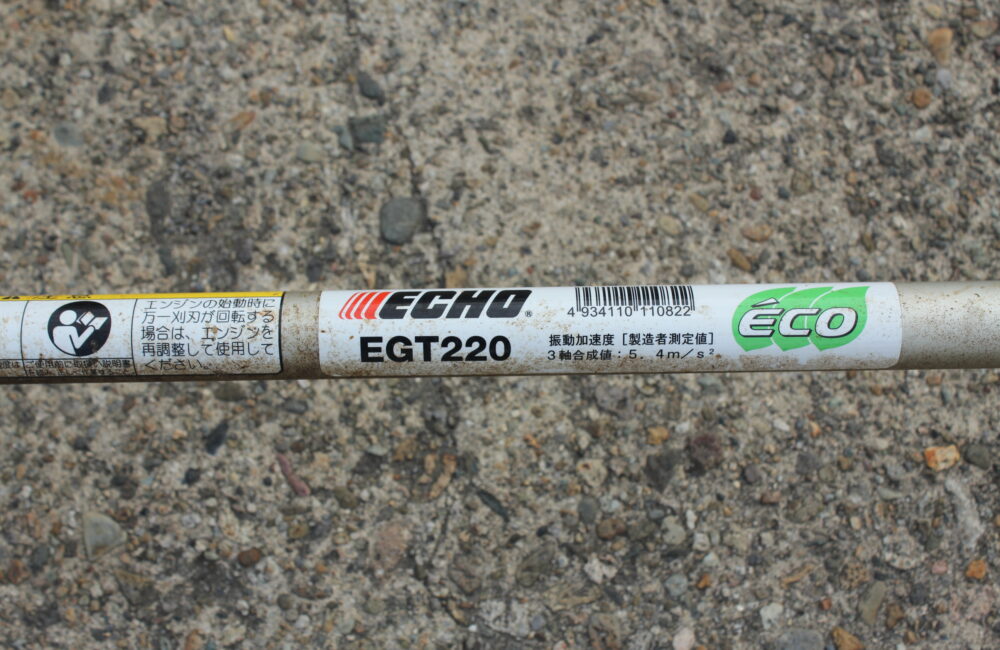 エンジンの始動時に
万一刈刃が回転する
場合は、エンジンを
再調整して使用して
ください。
ECHO®
EGT220
4 934110 110822
振動加速度［製造者測定値］
3軸合成値：5．4m／s²
éco